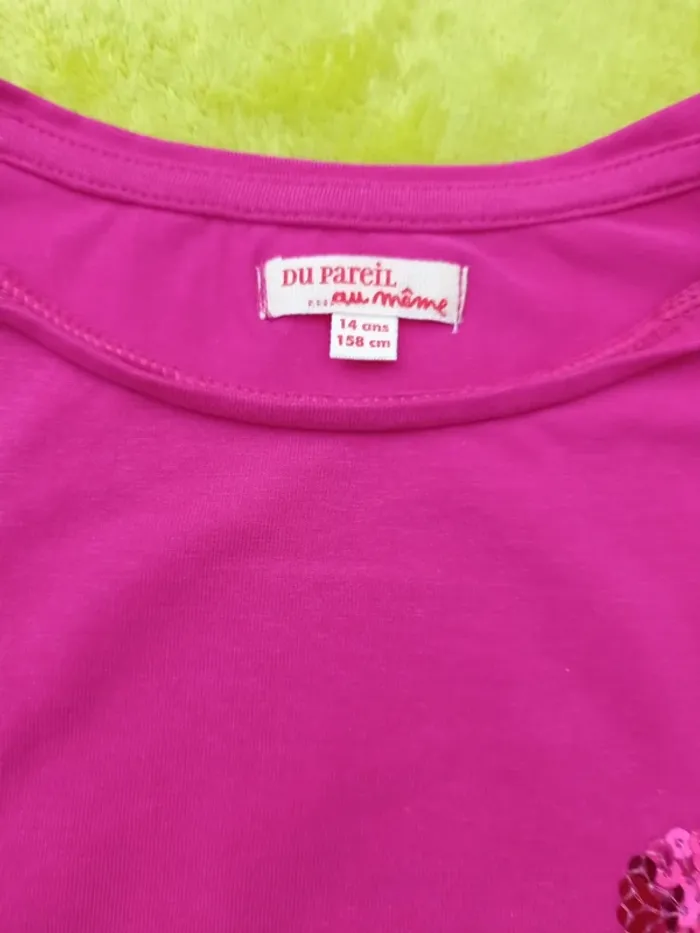 DU PAREIL
... au même
14 ans
158 cm